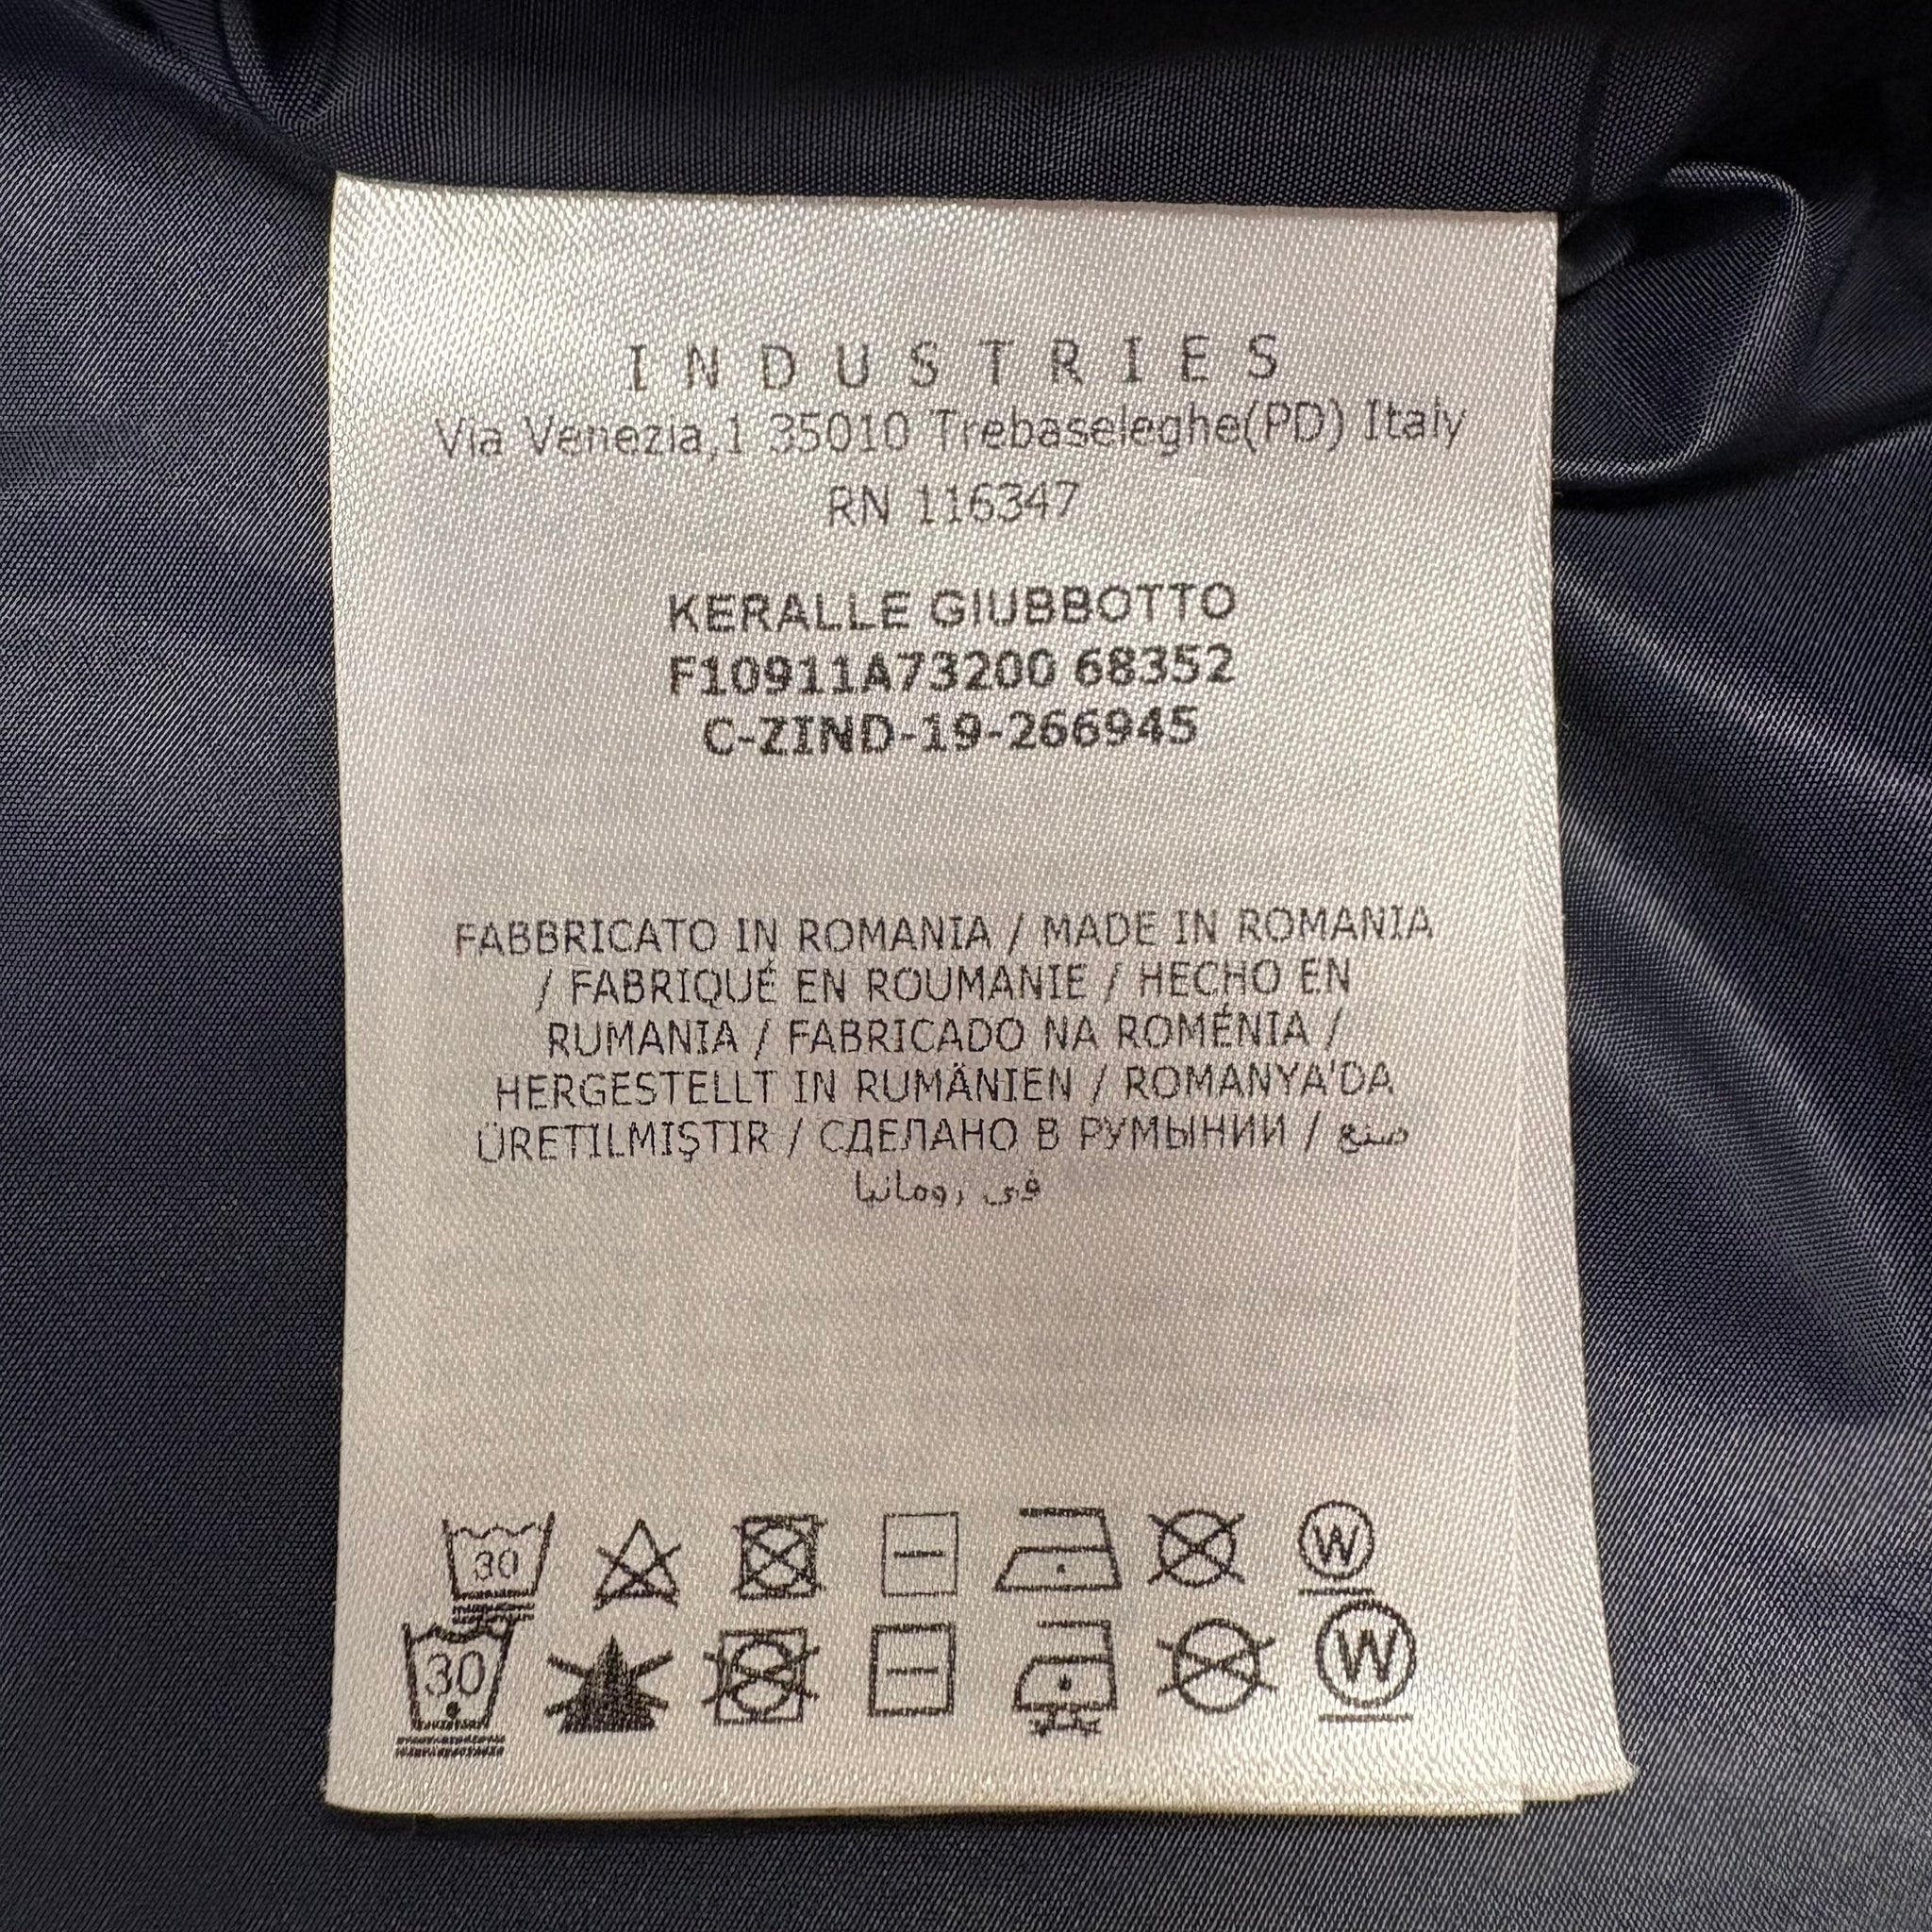 INDUSTRIES
Via Venezia,1 35010 Trebaseleghe(PD) Italy
RN 116347
KERALLE GIUBBOTTO
F10911A73200 68352
C-ZIND-19-266945
FABBRICATO IN ROMANIA / MADE IN ROMANIA
/ FABRIQUÉ EN ROUMANIE / HECHO EN
RUMANIA / FABRICADO NA ROMÉNIA /
HERGESTELLT IN RUMÄNIEN / ROMANYA'DA
ÜRETILMIŞTIR / СДЕЛАНО В РУМЫНИИ / صنع
فى رومانيا
30 W
30 W